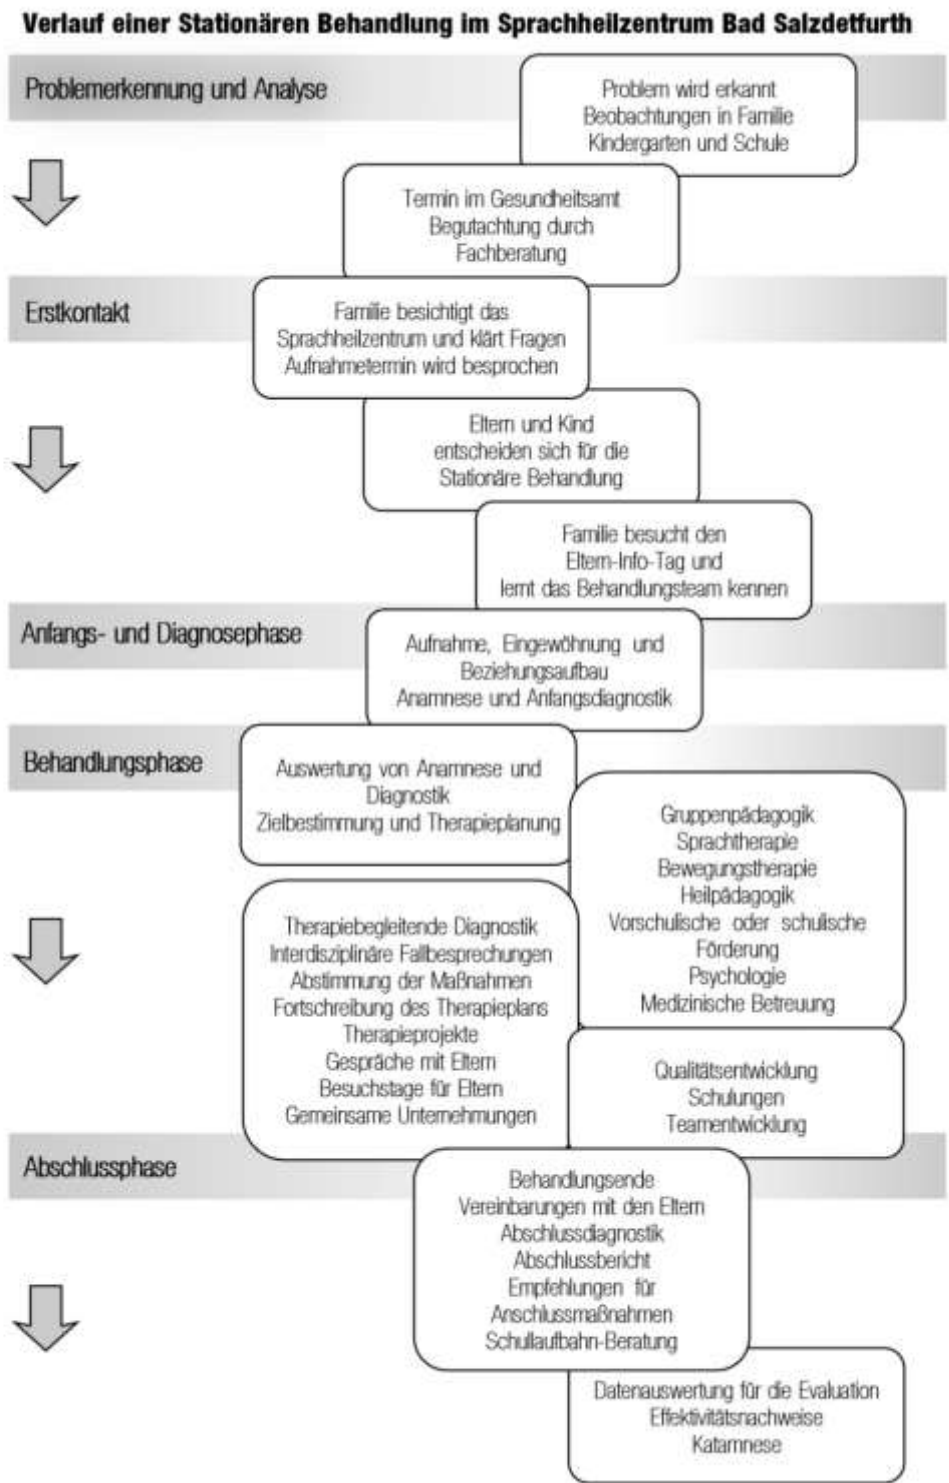 Verlauf einer Stationären Behandlung im Sprachheilzentrum Bad Salzdetfurth
Problemerkennung und Analyse
Problem wird erkannt
Beobachtungen in Familie
Kindergarten und Schule
Termin im Gesundheitsamt
Begutachtung durch
Fachberatung
Erstkontakt
Familie besichtigt das
Sprachheilzentrum und klärt Fragen
Aufnahmetermin wird besprochen
Eltern und Kind
entscheiden sich für die
Stationäre Behandlung
Familie besucht den
Eltern-Info-Tag und
lernt das Behandlungsteam kennen
Anfangs- und Diagnosephase
Aufnahme, Eingewöhnung und
Beziehungsaufbau
Anamnese und Anfangsdiagnostik
Behandlungsphase
Auswertung von Anamnese und
Diagnostik
Zielbestimmung und Therapieplanung
Gruppenpädagogik
Sprachtherapie
Bewegungstherapie
Heilpädagogik
Vorschulische oder schulische
Förderung
Psychologie
Medizinische Betreuung
Therapiebegleitende Diagnostik
Interdisziplinäre Fallbesprechungen
Abstimmung der Maßnahmen
Fortschreibung des Therapieplans
Therapieprojekte
Gespräche mit Eltern
Besuchstage für Eltern
Gemeinsame Unternehmungen
Qualitätsentwicklung
Schulungen
Teamentwicklung
Abschlussphase
Behandlungsende
Vereinbarungen mit den Eltern
Abschlussdiagnostik
Abschlussbericht
Empfehlungen für
Anschlussmaßnahmen
Schullaufbahn-Beratung
Datenauswertung für die Evaluation
Effektivitätsnachweise
Katamnese